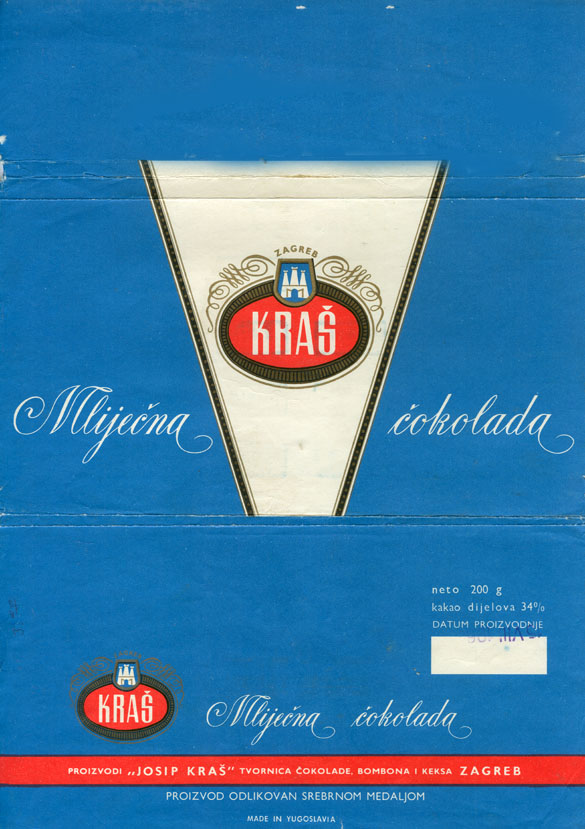 ZAGREB
KRAŠ
Mliječna čokolada
neto 200 g
kakao dijelova 34%
DATUM PROIZVODNJE
KRAŠ
Mliječna čokolada
PROIZVODI „JOSIP KRAŠ" TVORNICA ČOKOLADE, BOMBONA I KEKSA ZAGREB
PROIZVOD ODLIKOVAN SREBRNOM MEDALJOM
MADE IN YUGOSLAVIA